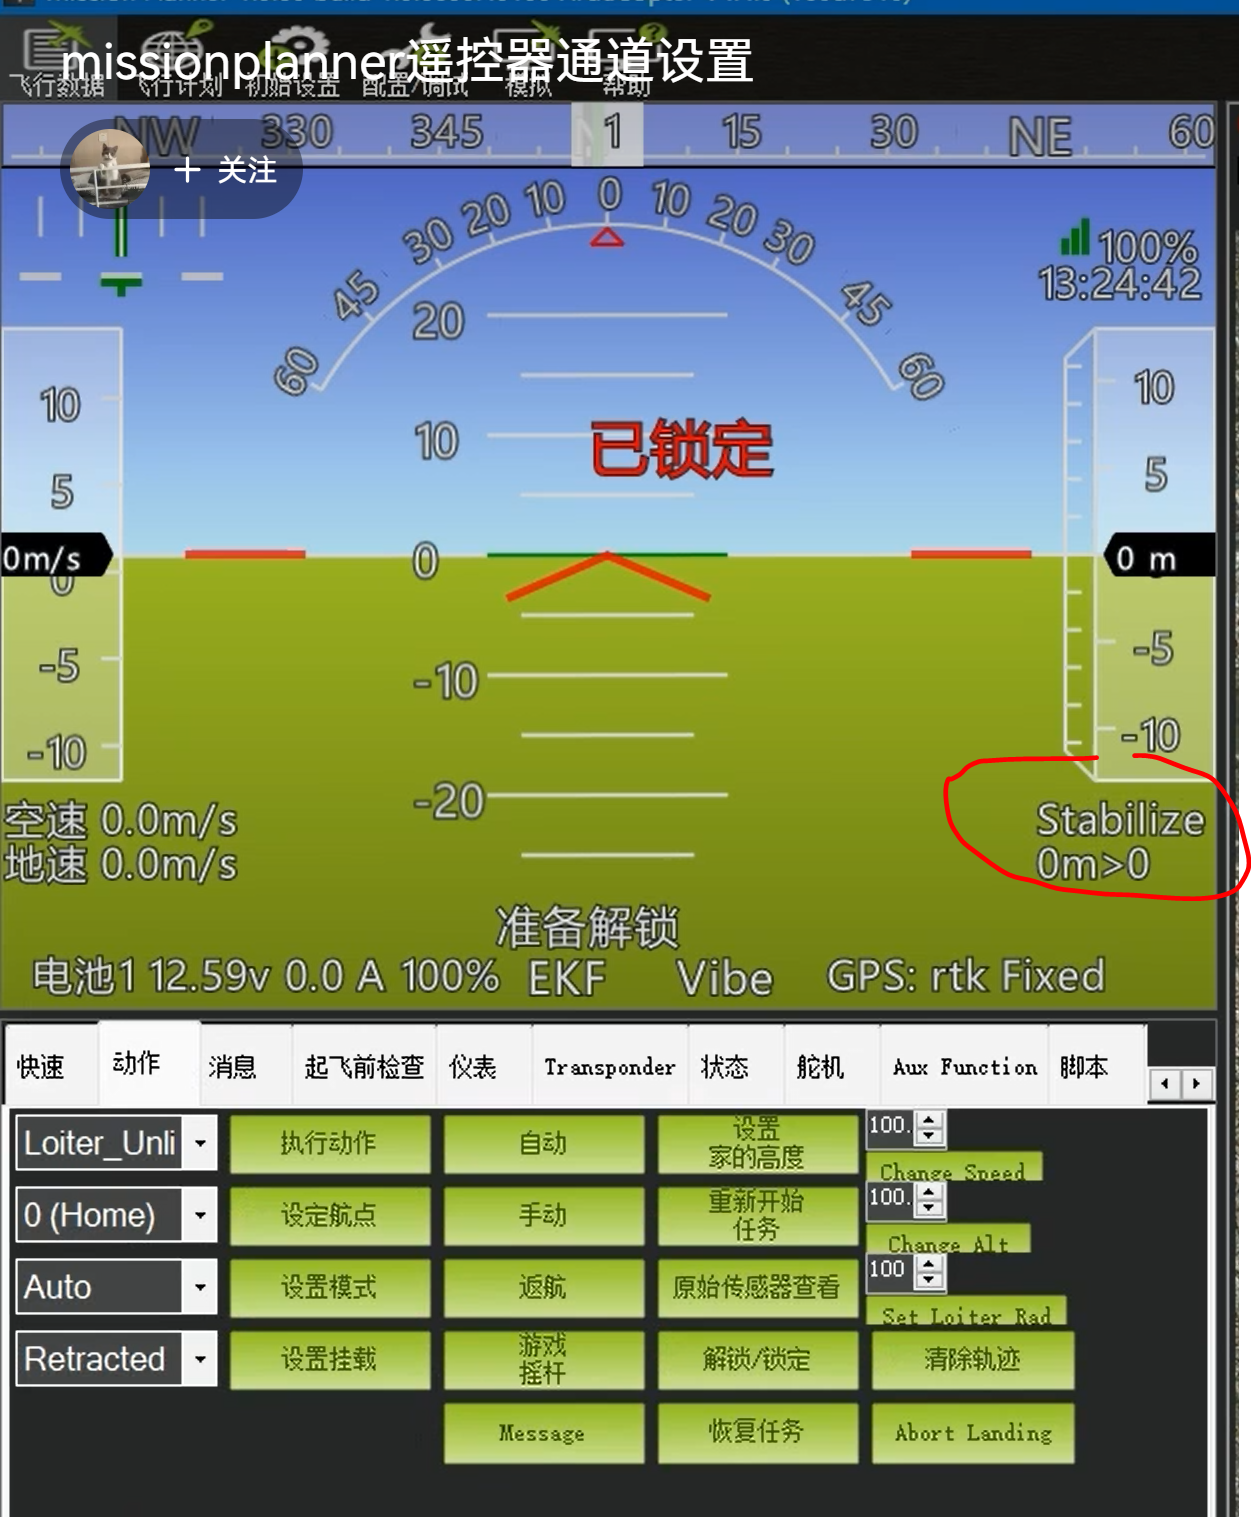 missionplanner遥控器通道设置
飞行数据 飞行计划 初始设置 配置/调试 模拟 帮助
NW 330 345 1 15 30 NE 60
+ 关注
60 45 30 20 10 0 10 20 30 45 60
100%
13:24:42
20
10
已锁定
0
-10
-20
10
5
0m/s
0
-5
-10
10
5
0 m
-5
-10
空速 0.0m/s
地速 0.0m/s
Stabilize
0m>0
准备解锁
电池1 12.59v 0.0 A 100% EKF Vibe GPS: rtk Fixed
快速 动作 消息 起飞前检查 仪表 Transponder 状态 舵机 Aux Function 脚本
Loiter_Unli 执行动作 自动 设置
家的高度 100.
Change Speed
0 (Home) 设定航点 手动 重新开始
任务 100.
Change Alt
Auto 设置模式 返航 原始传感器查看 100
Set Loiter Rad
Retracted 设置挂载 游戏
摇杆 解锁/锁定 清除轨迹
Message 恢复任务 Abort Landing